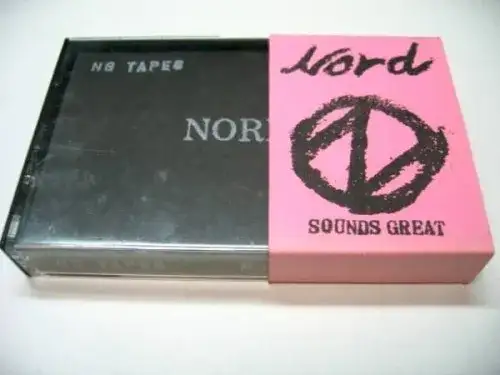 NG TAPES
NOR
Nord
SOUNDS GREAT